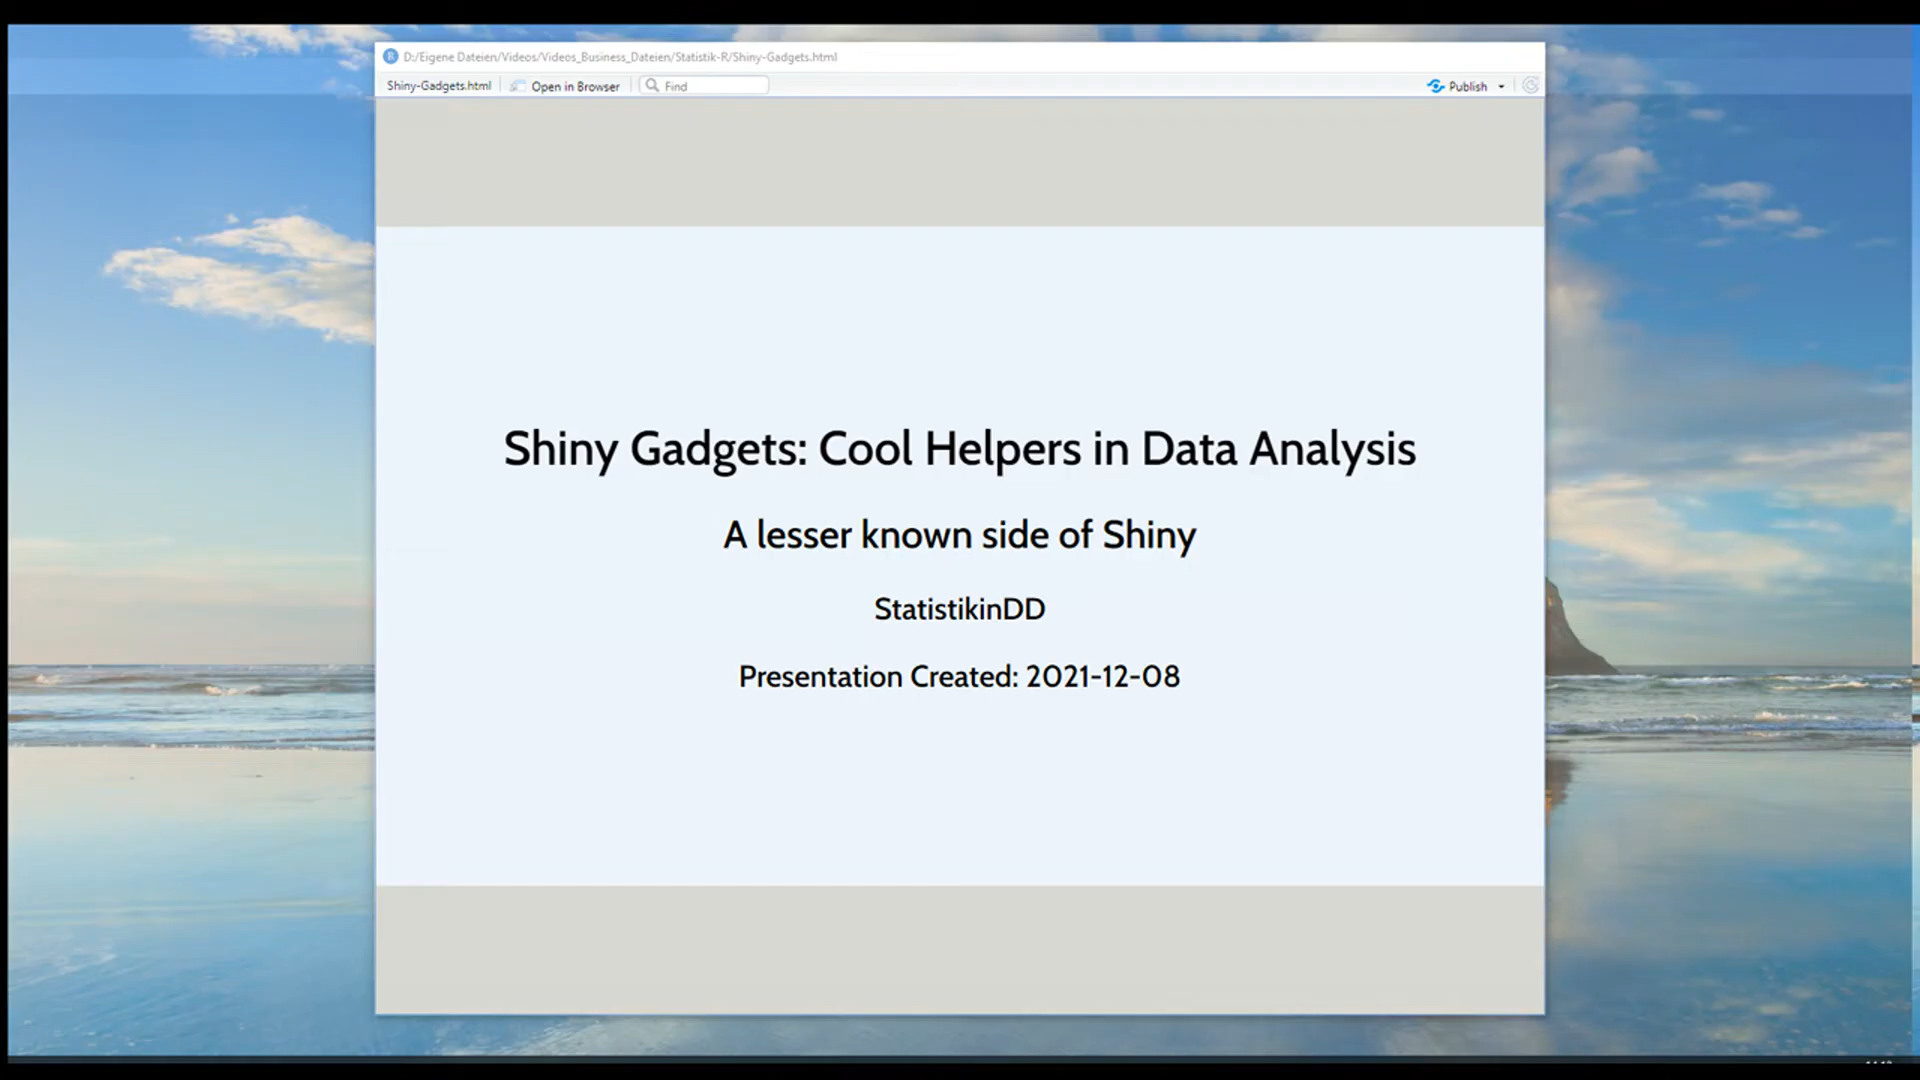 D:/Eigene Dateien/Videos/Videos_Business_Dateien/Statistik-R/Shiny-Gadgets.html
Shiny-Gadgets.html Open in Browser Find Publish
Shiny Gadgets: Cool Helpers in Data Analysis
A lesser known side of Shiny
StatistikinDD
Presentation Created: 2021-12-08